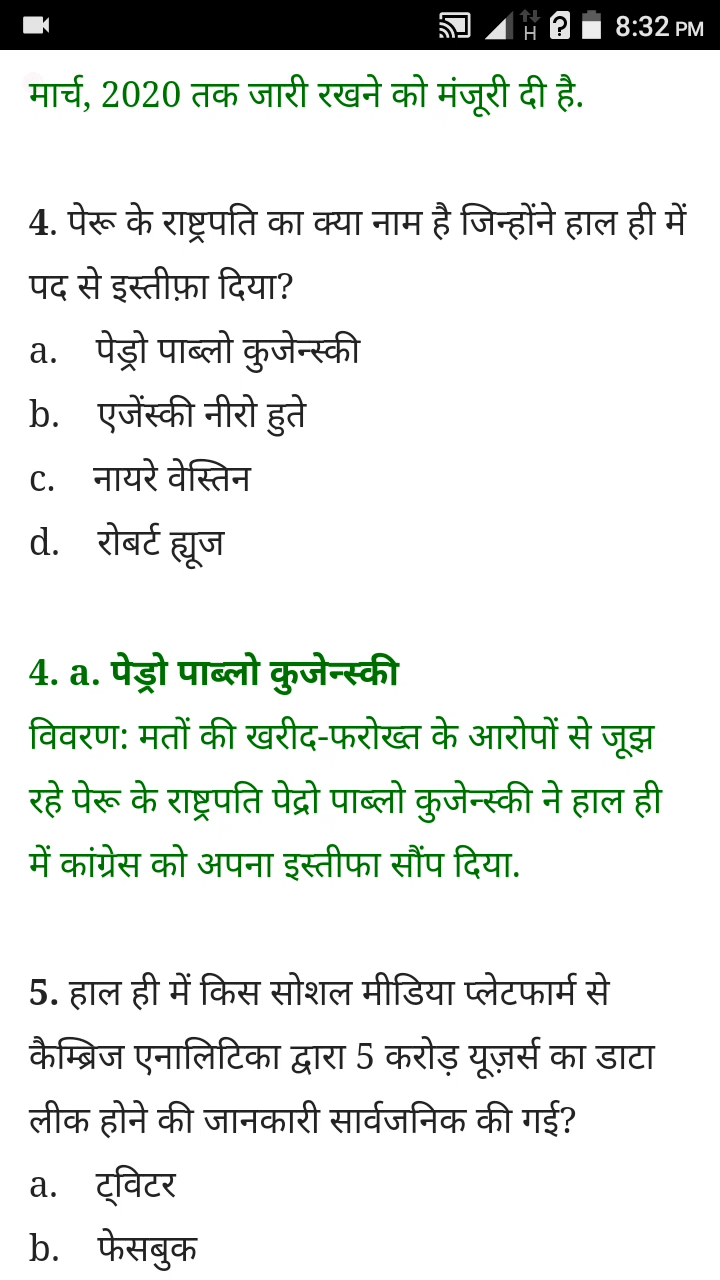 H ? 8:32 PM
मार्च, 2020 तक जारी रखने को मंजूरी दी है.
4. पेरू के राष्ट्रपति का क्या नाम है जिन्होंने हाल ही में
पद से इस्तीफ़ा दिया?
a. पेड्रो पाब्लो कुजेन्स्की
b. एजेंस्की नीरो हुते
c. नायरे वेस्तिन
d. रोबर्ट ह्यूज
4. a. पेड्रो पाब्लो कुजेन्स्की
विवरण: मतों की खरीद-फरोख्त के आरोपों से जूझ
रहे पेरू के राष्ट्रपति पेद्रो पाब्लो कुजेन्स्की ने हाल ही
में कांग्रेस को अपना इस्तीफा सौंप दिया.
5. हाल ही में किस सोशल मीडिया प्लेटफार्म से
कैम्ब्रिज एनालिटिका द्वारा 5 करोड़ यूज़र्स का डाटा
लीक होने की जानकारी सार्वजनिक की गई?
a. ट्विटर
b. फेसबुक